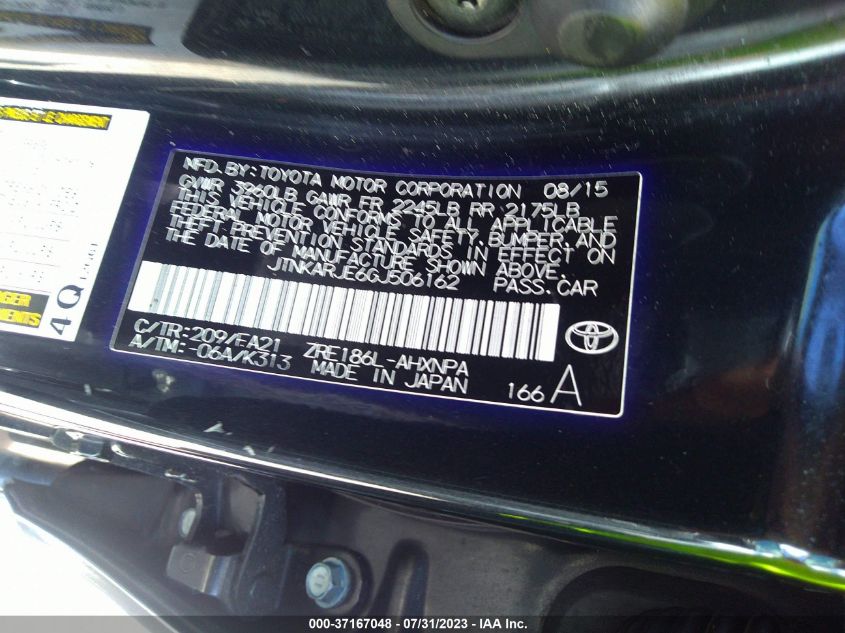 MFD. BY: TOYOTA MOTOR CORPORATION 08/15
GVWR 3960LB GAWR FR 2245LB RR 2175LB
THIS VEHICLE CONFORMS TO ALL APPLICABLE
FEDERAL MOTOR VEHICLE SAFETY, BUMPER, AND
THEFT PREVENTION STANDARDS IN EFFECT ON
THE DATE OF MANUFACTURE SHOWN ABOVE.
JTNKARJE6GJ506162 PASS. CAR
C/TR: 209/EA21 ZRE186L-AHXNPA
A/TM: -06A/K313 MADE IN JAPAN
166 A
4Q
000-37167048 - 07/31/2023 - IAA Inc.